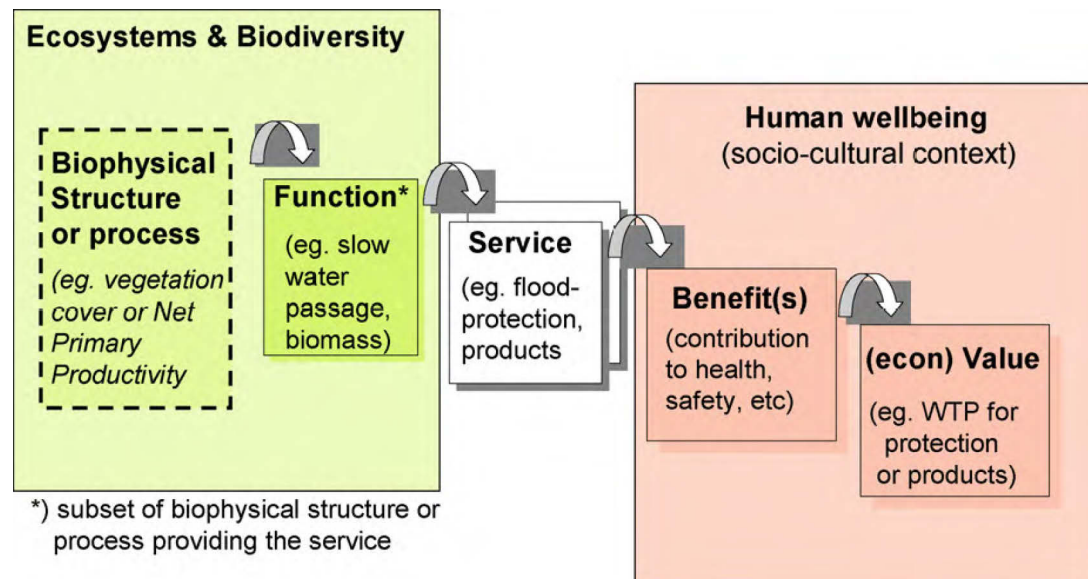 Ecosystems & Biodiversity
Biophysical
Structure
or process
(eg. vegetation
cover or Net
Primary
Productivity
Function*
(eg. slow
water
passage,
biomass)
Service
(eg. flood-
protection,
products
Human wellbeing
(socio-cultural context)
Benefit(s)
(contribution
to health,
safety, etc)
(econ) Value
(eg. WTP for
protection
or products)
*) subset of biophysical structure or
process providing the service